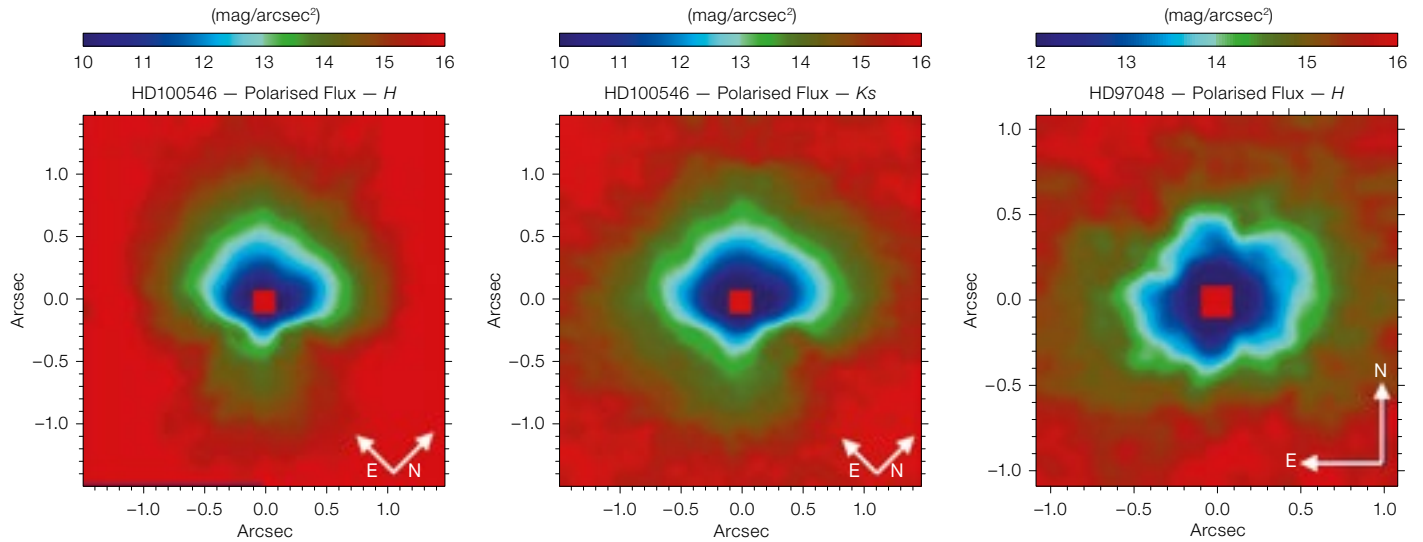 (mag/arcsec²)
10 11 12 13 14 15 16
HD100546 — Polarised Flux — H
Arcsec
1.0
0.5
0.0
−0.5
−1.0
E N
−1.0 −0.5 0.0 0.5 1.0
Arcsec
(mag/arcsec²)
10 11 12 13 14 15 16
HD100546 — Polarised Flux — Ks
Arcsec
1.0
0.5
0.0
−0.5
−1.0
E N
−1.0 −0.5 0.0 0.5 1.0
Arcsec
(mag/arcsec²)
12 13 14 15 16
HD97048 — Polarised Flux — H
Arcsec
1.0
0.5
0.0
−0.5
−1.0
N
E
−1.0 −0.5 0.0 0.5 1.0
Arcsec